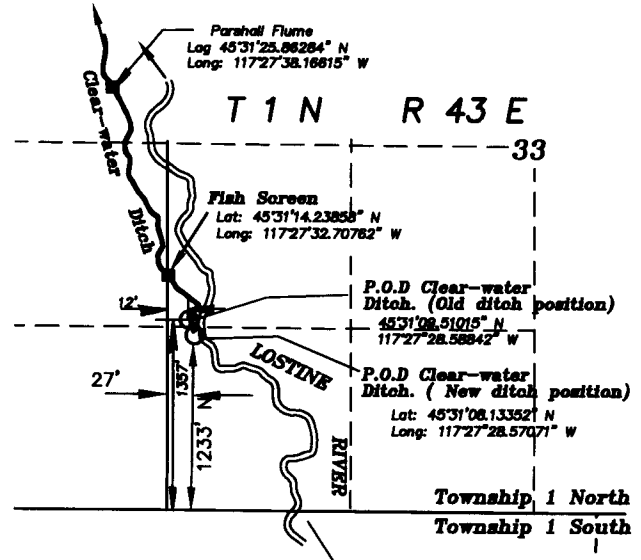 Parshall Flume
Lag 45°31'25.86284" N
Long: 117°27'38.16615" W
T 1 N R 43 E
33
Clear-water
Ditch
Fish Screen
Lat: 45°31'14.23858" N
Long: 117°27'32.70762" W
P.O.D Clear-water
Ditch. (Old ditch position)
45°31'09.51015" N
117°27'28.58842" W
12'
LOSTINE
RIVER
P.O.D Clear-water
Ditch. ( New ditch position)
Lat: 45°31'08.13352" N
Long: 117°27'28.57071" W
27'
1357'
1233' N
Township 1 North
Township 1 South